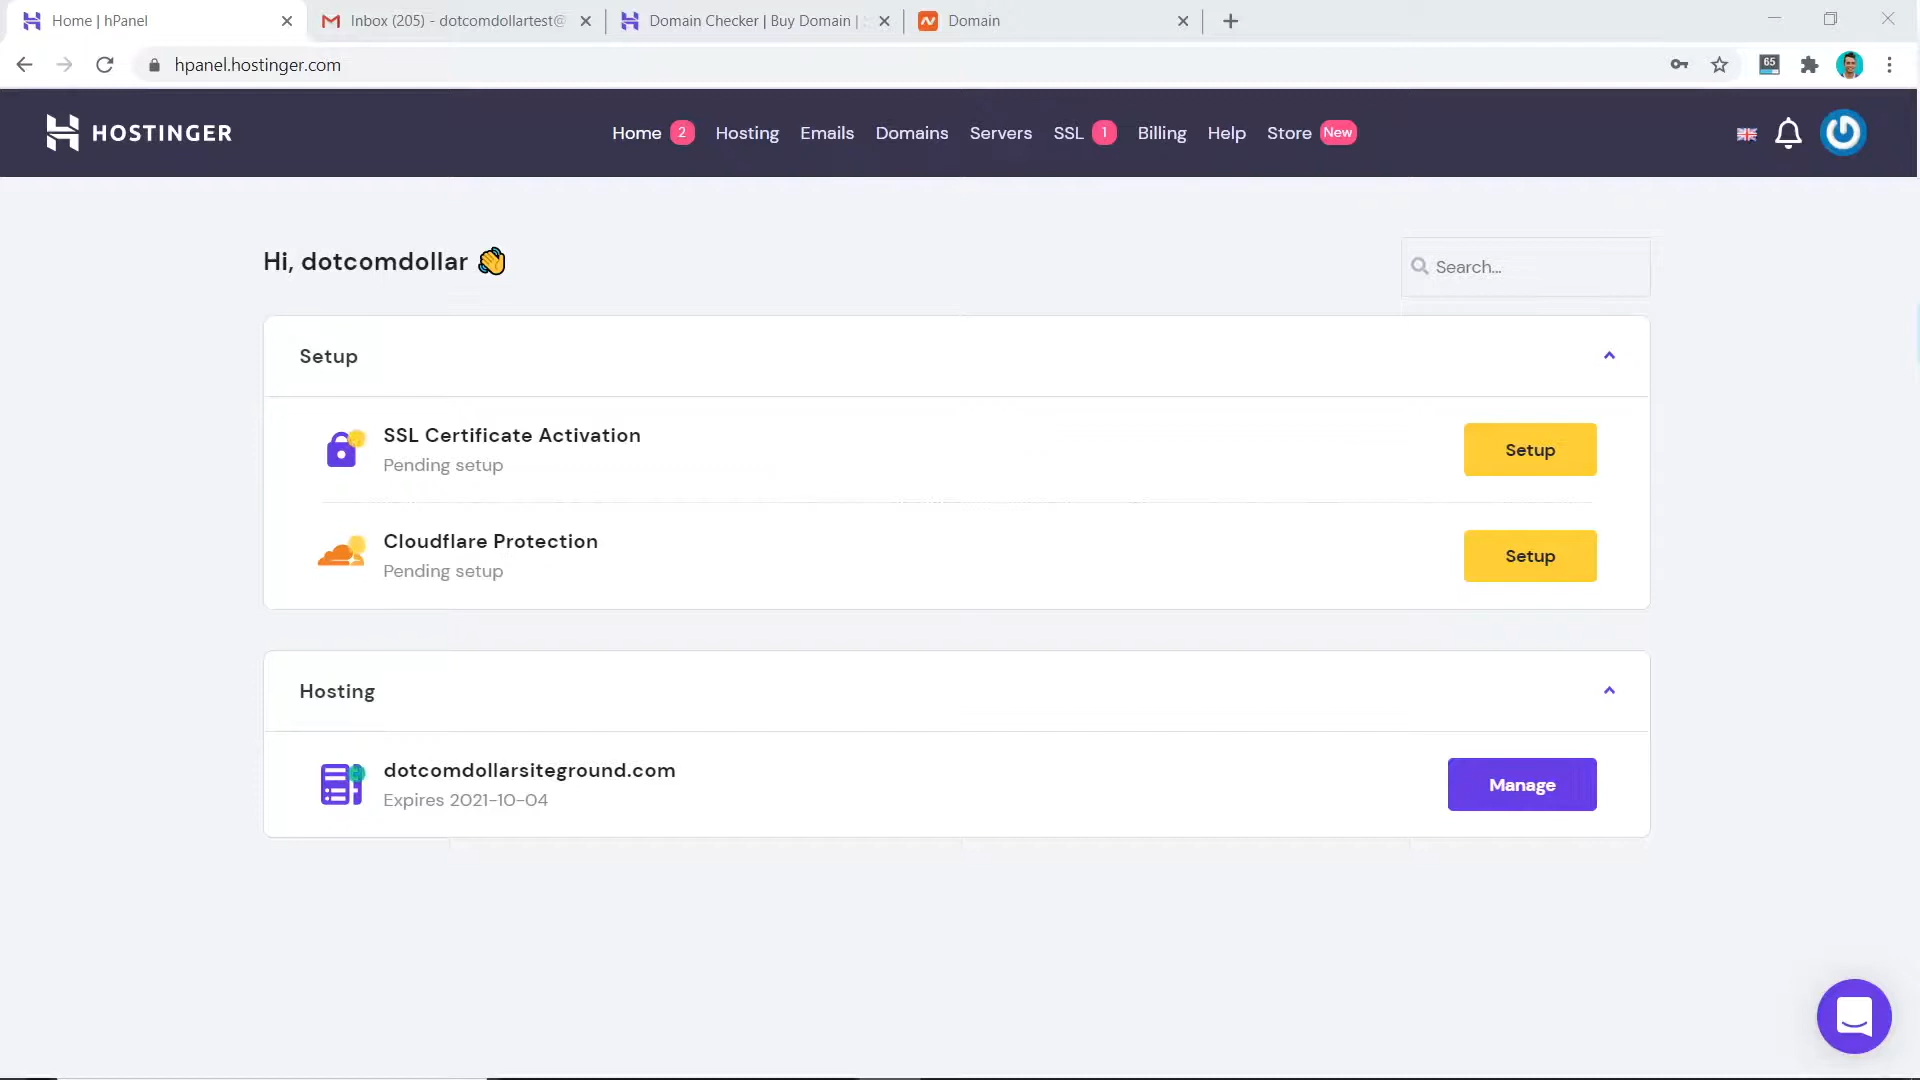 Home | hPanel
Inbox (205) - dotcomdollartest@
Domain Checker | Buy Domain |
Domain
hpanel.hostinger.com
65
HOSTINGER
Home 2 Hosting Emails Domains Servers SSL 1 Billing Help Store New
Hi, dotcomdollar
Search...
Setup
SSL Certificate Activation
Pending setup
Setup
Cloudflare Protection
Pending setup
Setup
Hosting
dotcomdollarsiteground.com
Expires 2021-10-04
Manage